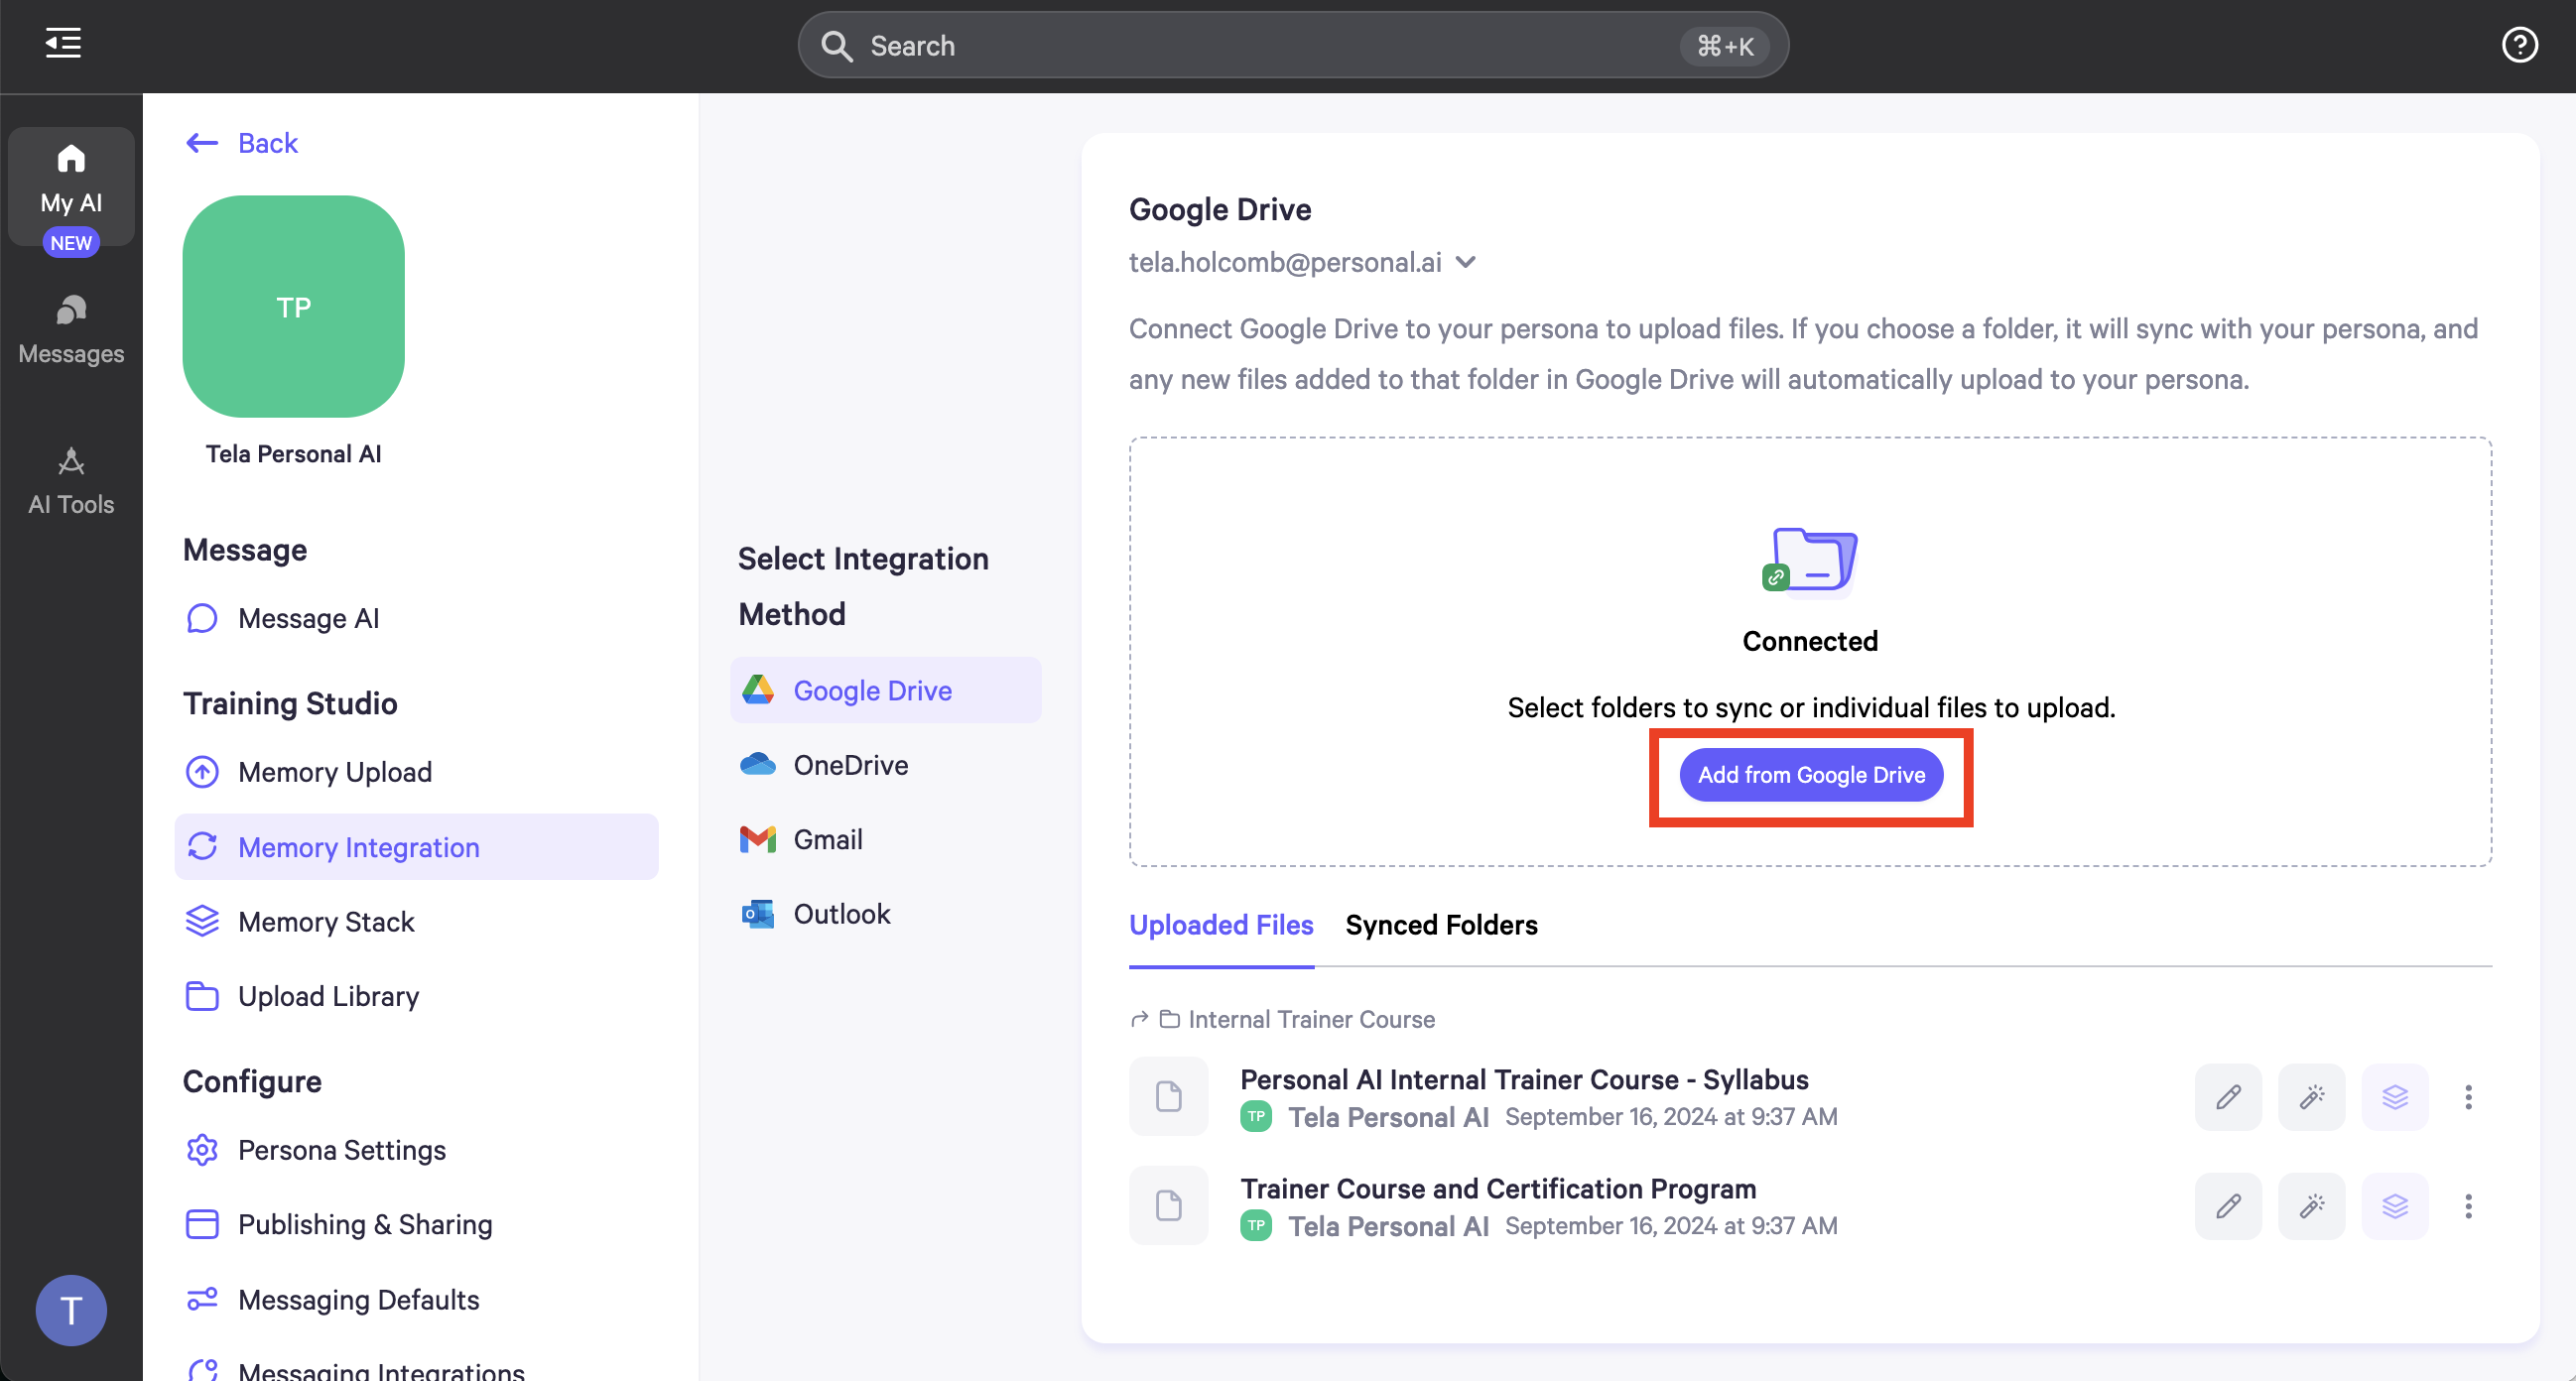 Search
⌘+K
My AI
NEW
Messages
AI Tools
T
Back
TP
Tela Personal AI
Message
Message AI
Training Studio
Memory Upload
Memory Integration
Memory Stack
Upload Library
Configure
Persona Settings
Publishing & Sharing
Messaging Defaults
Messaging Integrations
Select Integration
Method
Google Drive
OneDrive
Gmail
Outlook
Google Drive
tela.holcomb@personal.ai
Connect Google Drive to your persona to upload files. If you choose a folder, it will sync with your persona, and
any new files added to that folder in Google Drive will automatically upload to your persona.
Connected
Select folders to sync or individual files to upload.
Add from Google Drive
Uploaded Files Synced Folders
Internal Trainer Course
Personal AI Internal Trainer Course - Syllabus
TP Tela Personal AI September 16, 2024 at 9:37 AM
Trainer Course and Certification Program
TP Tela Personal AI September 16, 2024 at 9:37 AM